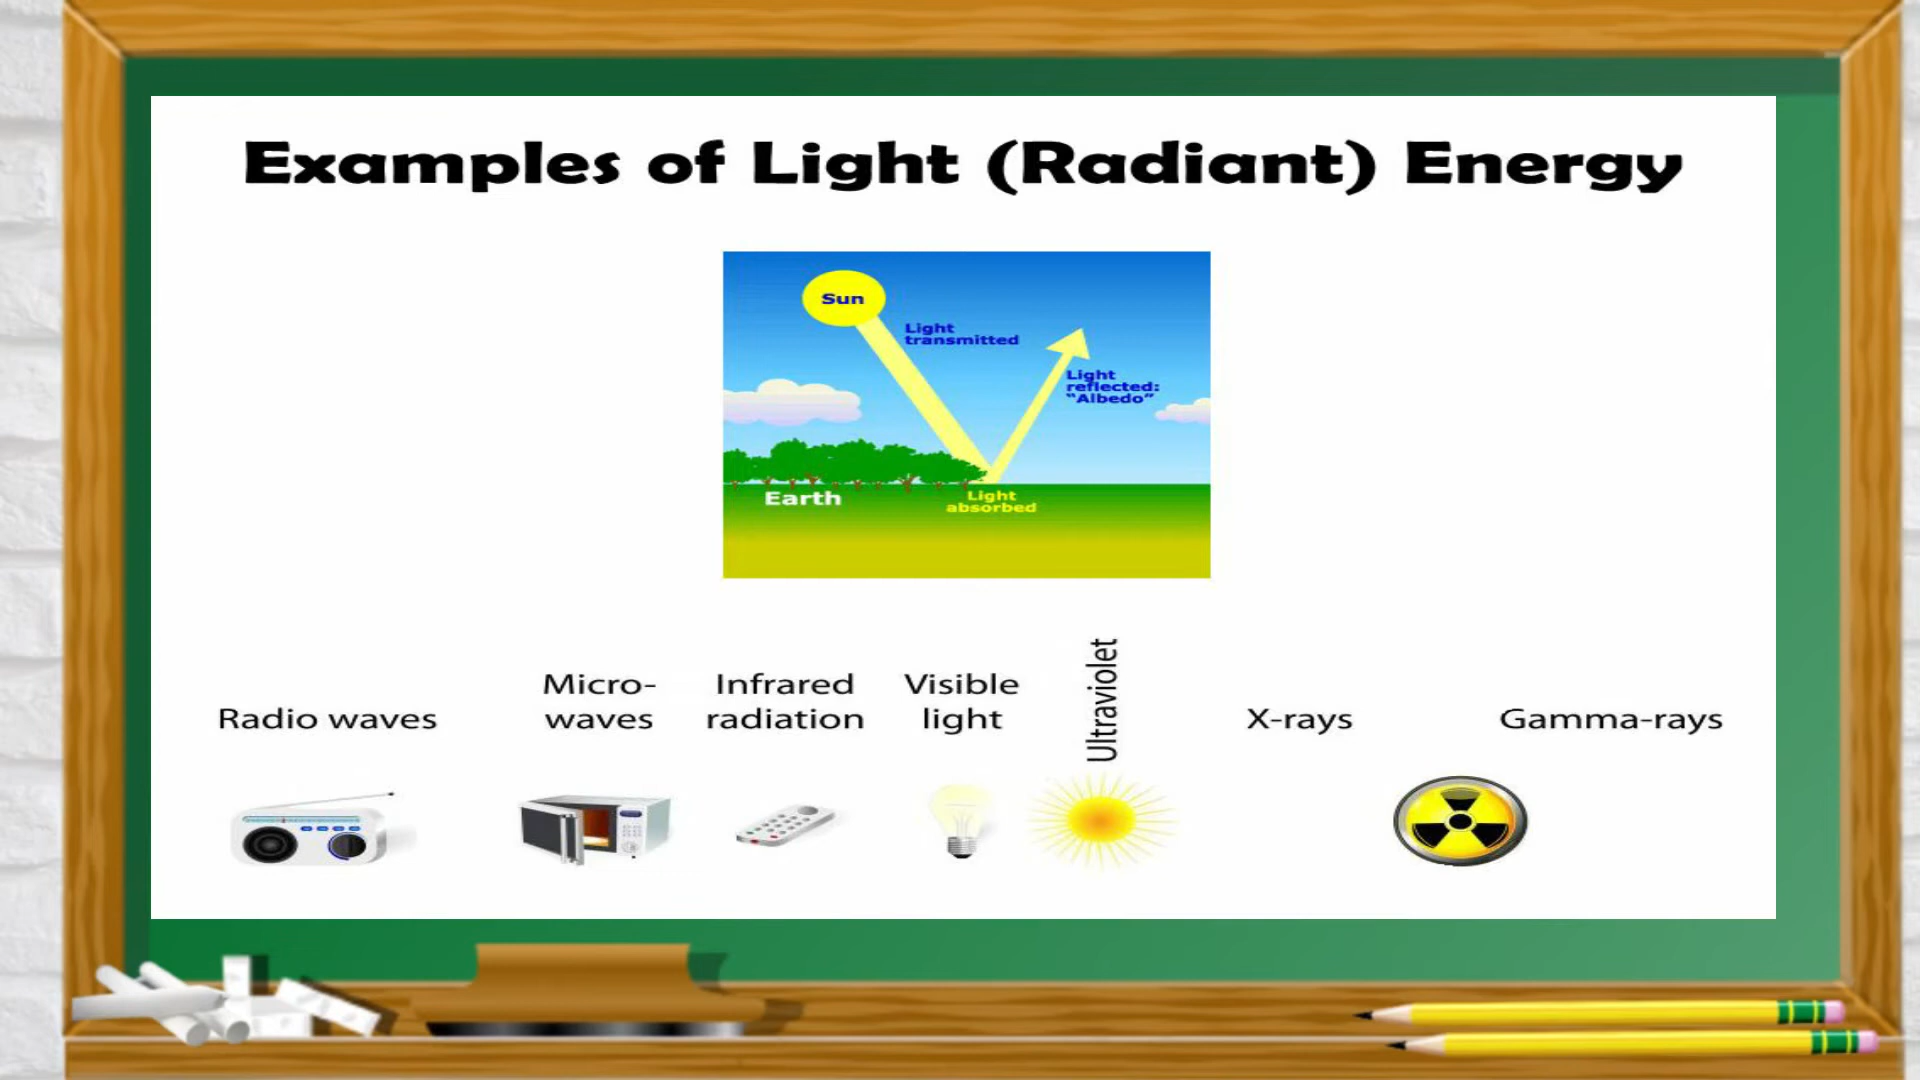 Examples of Light (Radiant) Energy
Sun
Light
transmitted
Light
reflected:
"Albedo"
Earth
Light
absorbed
Radio waves
Micro-
waves
Infrared
radiation
Visible
light
Ultraviolet
X-rays
Gamma-rays